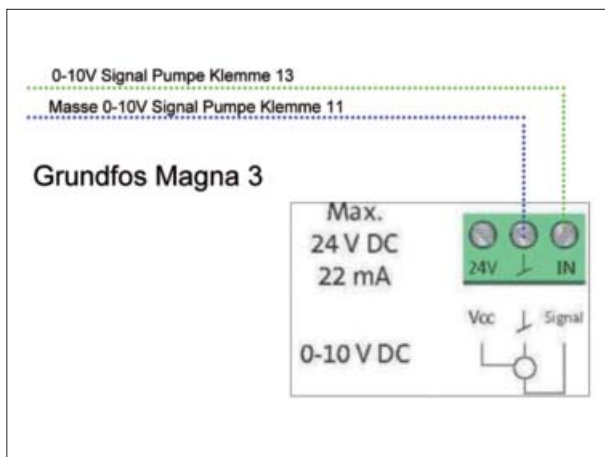 0-10V Signal Pumpe Klemme 13
Masse 0-10V Signal Pumpe Klemme 11
Grundfos Magna 3
Max.
24 V DC
22 mA
24V IN
Vcc Signal
0-10 V DC